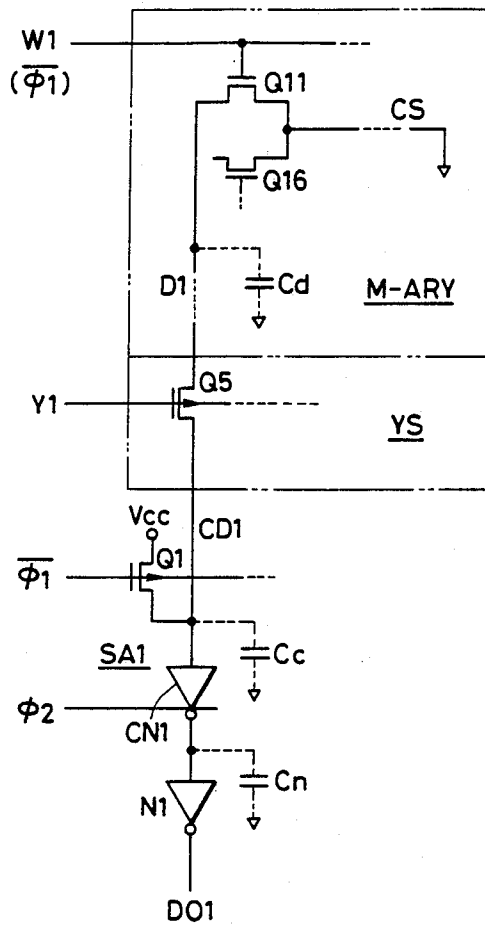 W1
(φ̅1̅)
Q11
CS
Q16
D1
Cd
M-ARY
Q5
Y1
YS
Vcc
CD1
φ̅1̅
Q1
SA1
Cc
φ2
CN1
N1
Cn
DO1